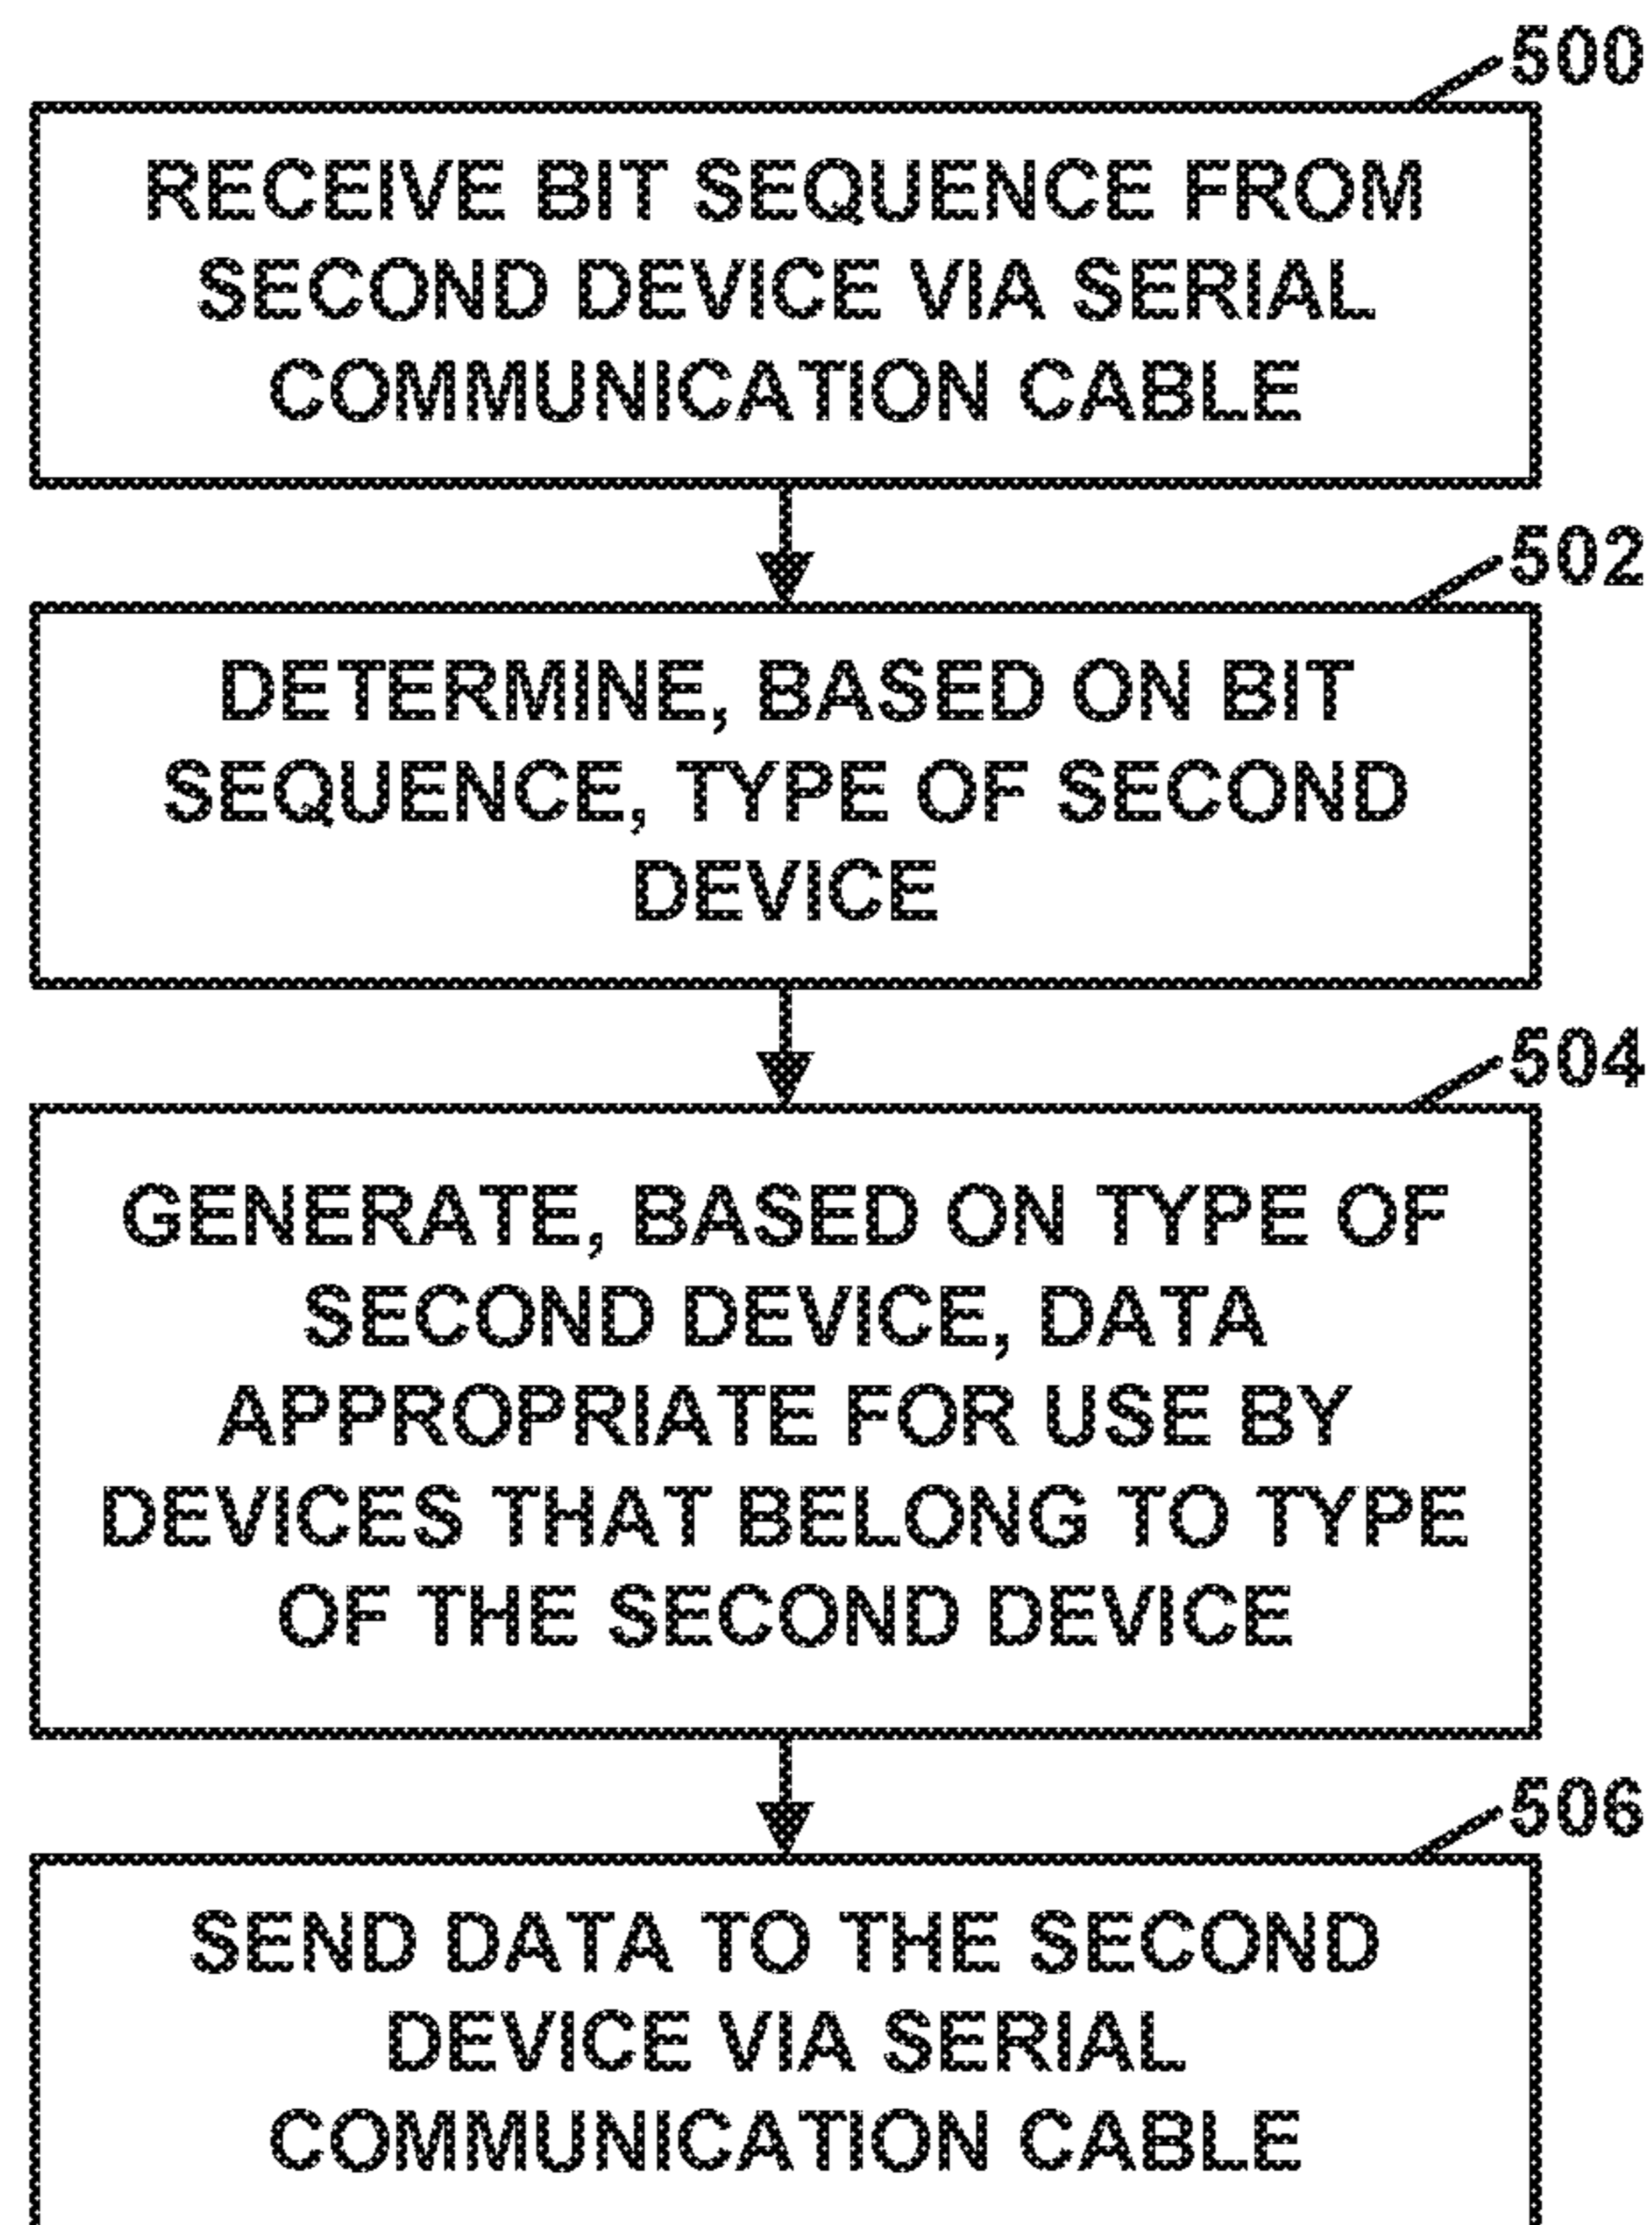 500
RECEIVE BIT SEQUENCE FROM
SECOND DEVICE VIA SERIAL
COMMUNICATION CABLE
502
DETERMINE, BASED ON BIT
SEQUENCE, TYPE OF SECOND
DEVICE
504
GENERATE, BASED ON TYPE OF
SECOND DEVICE, DATA
APPROPRIATE FOR USE BY
DEVICES THAT BELONG TO TYPE
OF THE SECOND DEVICE
506
SEND DATA TO THE SECOND
DEVICE VIA SERIAL
COMMUNICATION CABLE